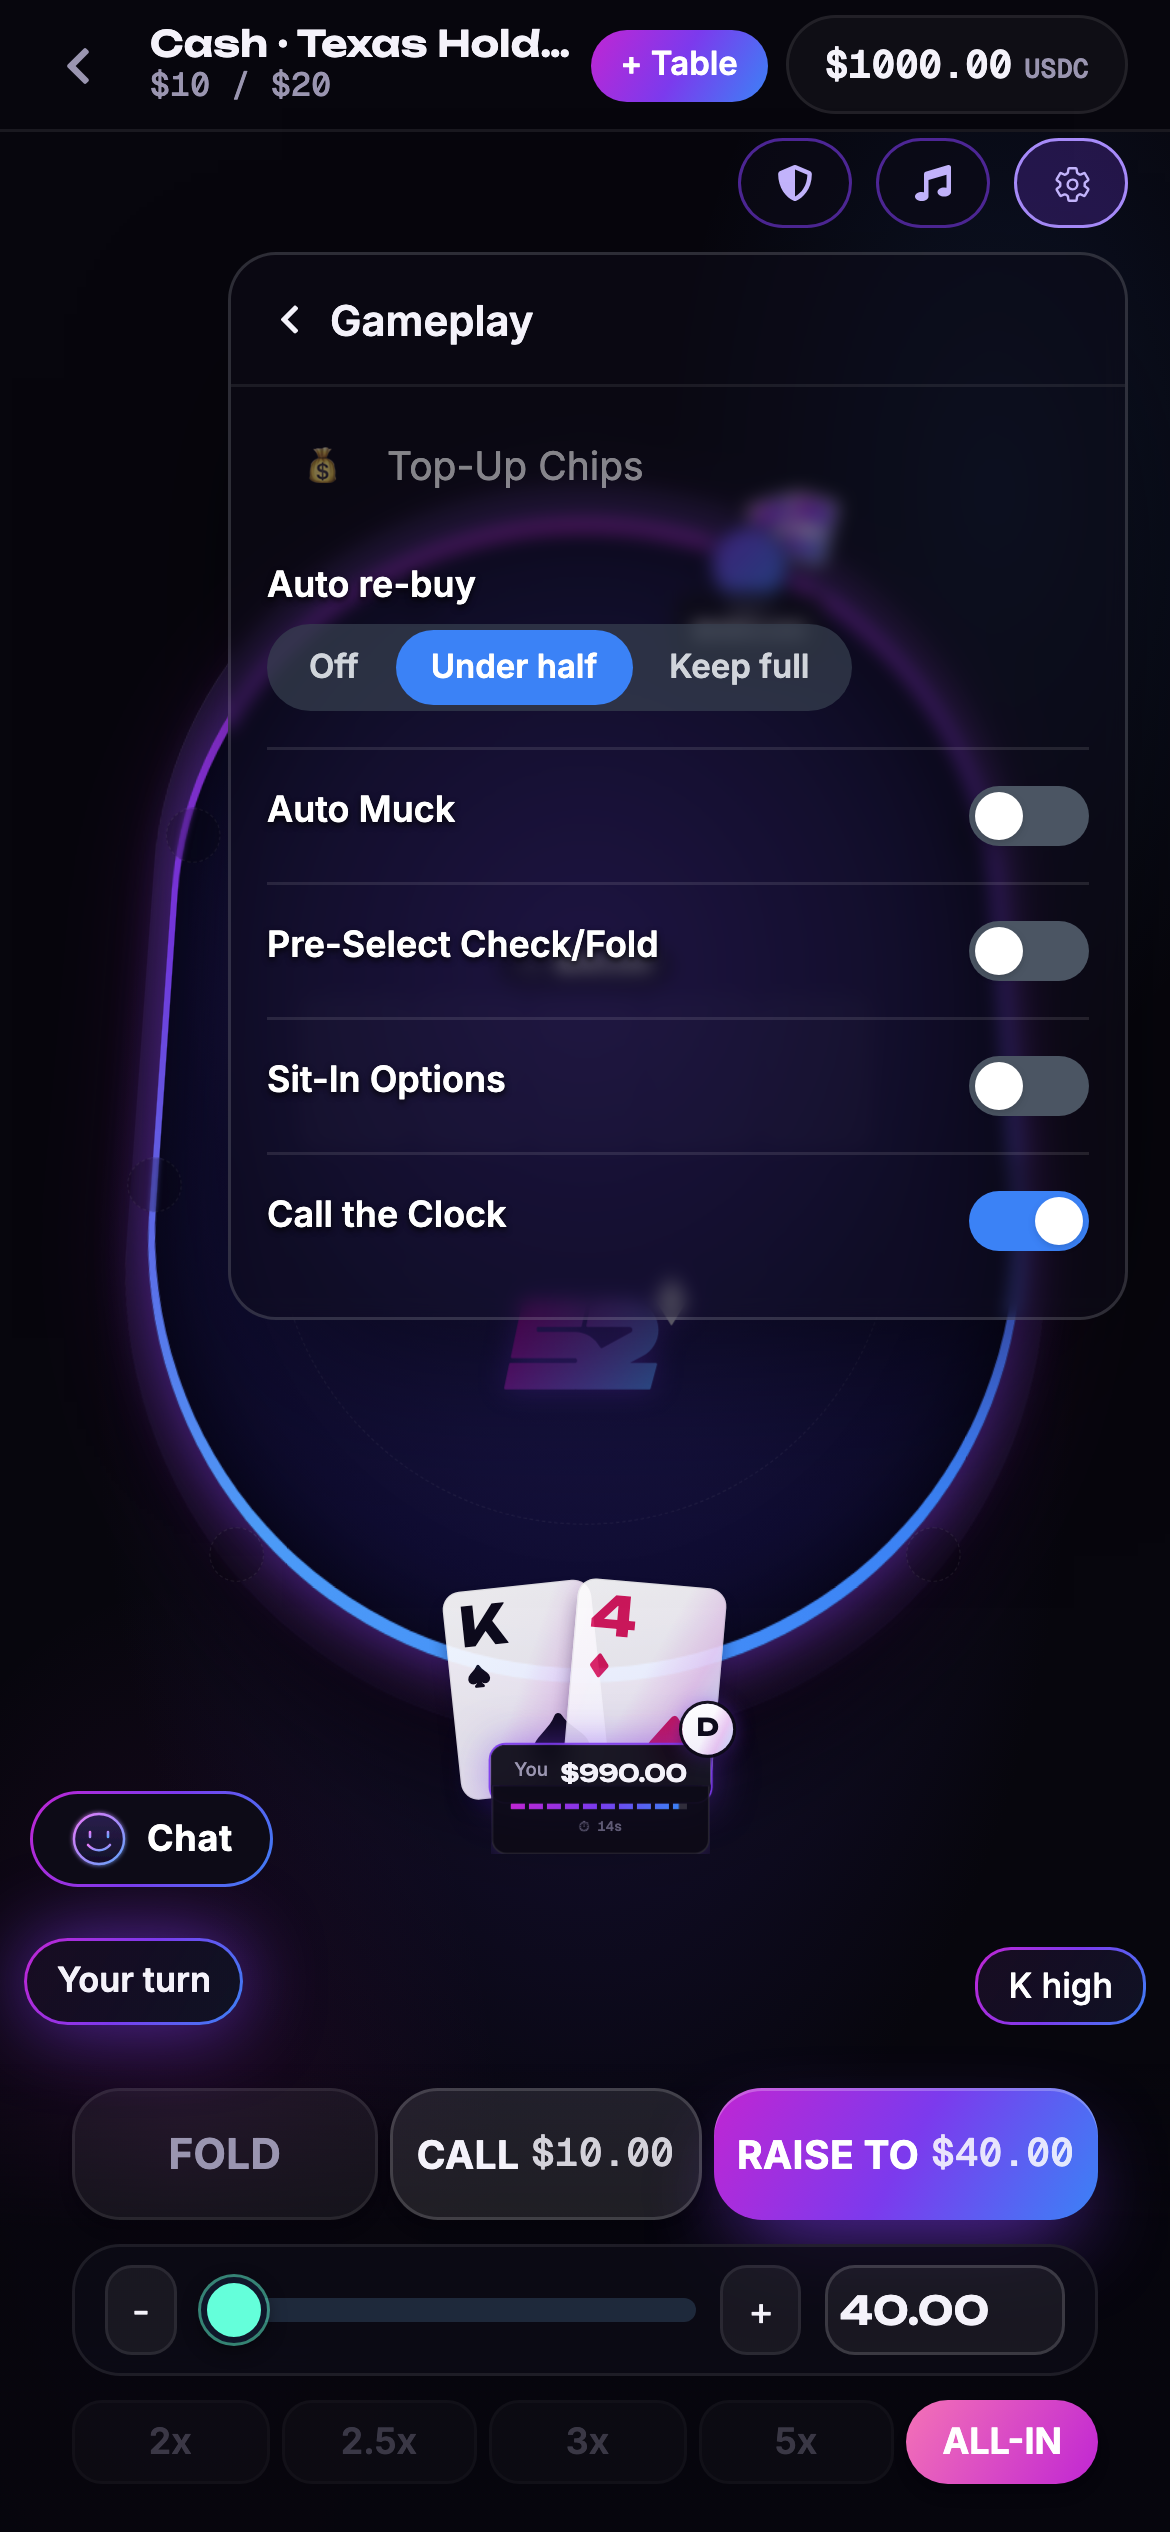 Cash · Texas Hold...
$10 / $20
+ Table
$1000.00 USDC
Gameplay
Top-Up Chips
Auto re-buy
Off
Under half
Keep full
Auto Muck
Pre-Select Check/Fold
Sit-In Options
Call the Clock
52
K
4
D
You $990.00
14s
Chat
Your turn
K high
FOLD
CALL $10.00
RAISE TO $40.00
-
+
40.00
2x
2.5x
3x
5x
ALL-IN